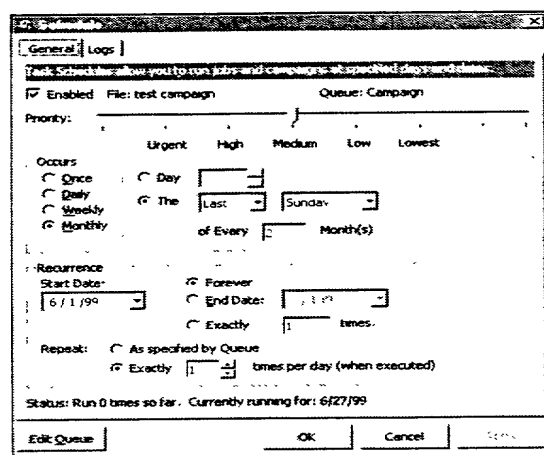 General Logs
Task Scheduler allow you to run jobs and campaigns at specified days and times.
Enabled File: test campaign Queue: Campaign
Priority:
Urgent High Medium Low Lowest
Occurs
Once
Daily
Weekly
Monthly
Day
The Last Sunday
of Every 2 Month(s)
Recurrence
Start Date:
6/1/99
Forever
End Date:
Exactly 1 times.
Repeat: As specified by Queue
Exactly 1 times per day (when executed)
Status: Run 0 times so far. Currently running for: 6/27/99
Edit Queue OK Cancel